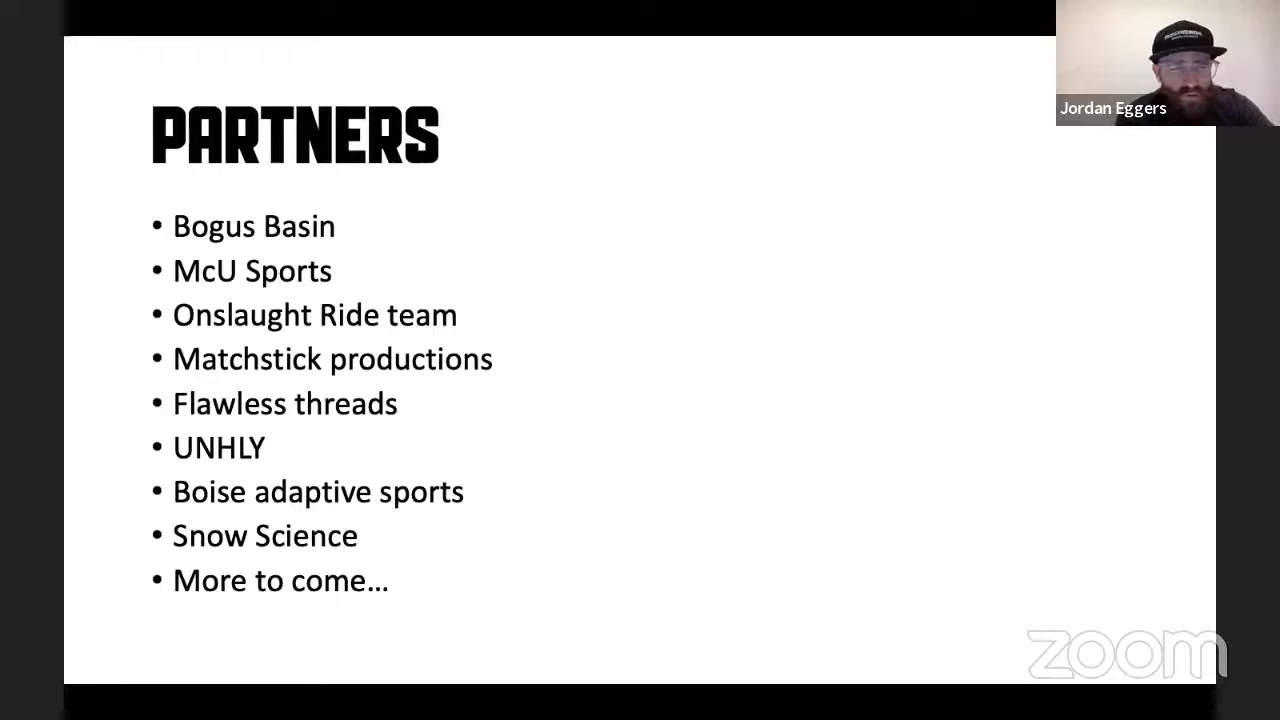 PARTNERS
• Bogus Basin
• McU Sports
• Onslaught Ride team
• Matchstick productions
• Flawless threads
• UNHLY
• Boise adaptive sports
• Snow Science
• More to come...
Jordan Eggers
zoom